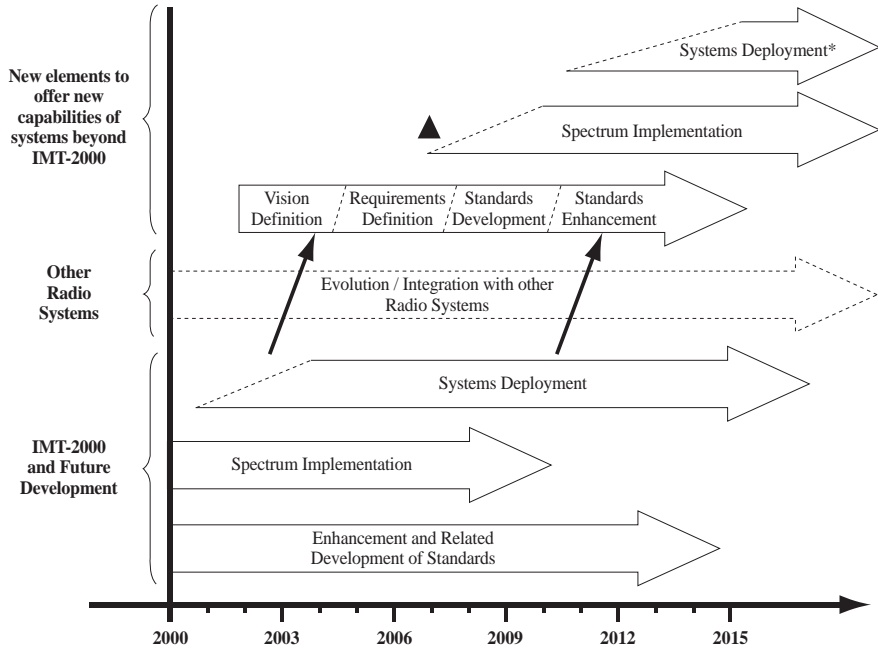 New elements to
offer new
capabilities of
systems beyond
IMT-2000
Systems Deployment*
Spectrum Implementation
Vision
Definition
Requirements
Definition
Standards
Development
Standards
Enhancement
Other
Radio
Systems
Evolution / Integration with other
Radio Systems
IMT-2000
and Future
Development
Systems Deployment
Spectrum Implementation
Enhancement and Related
Development of Standards
2000 2003 2006 2009 2012 2015